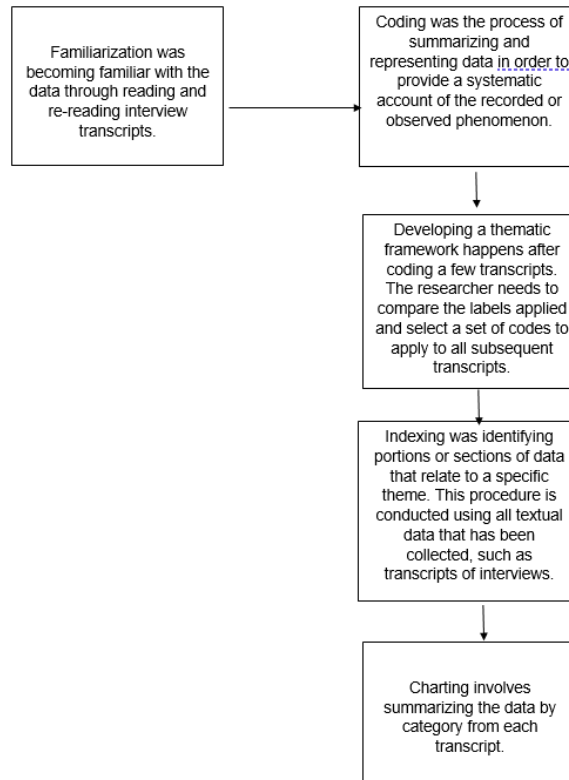 Familiarization was
becoming familiar with the
data through reading and
re-reading interview
transcripts.
Coding was the process of
summarizing and
representing data in order to
provide a systematic
account of the recorded or
observed phenomenon.
Developing a thematic
framework happens after
coding a few transcripts.
The researcher needs to
compare the labels applied
and select a set of codes to
apply to all subsequent
transcripts.
Indexing was identifying
portions or sections of data
that relate to a specific
theme. This procedure is
conducted using all textual
data that has been
collected, such as
transcripts of interviews.
Charting involves
summarizing the data by
category from each
transcript.